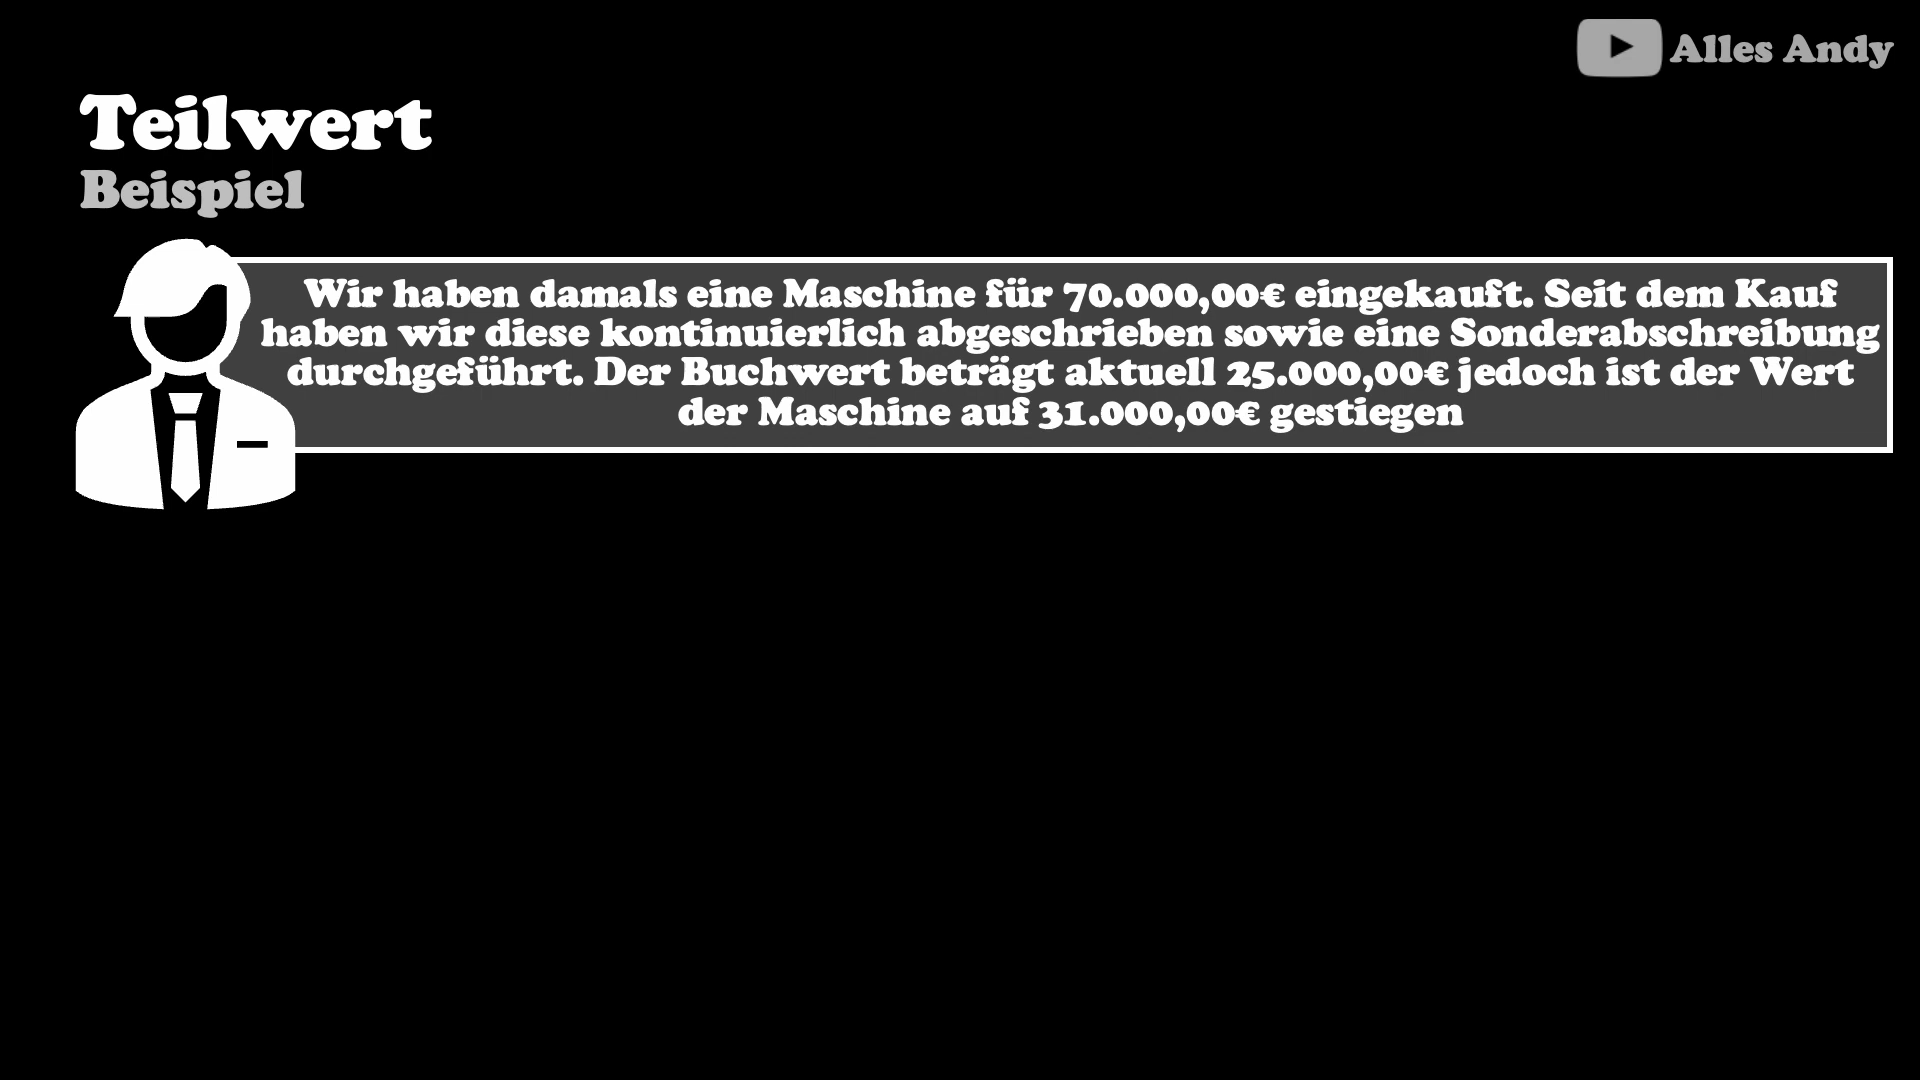 Alles Andy
Teilwert
Beispiel
Wir haben damals eine Maschine für 70.000,00€ eingekauft. Seit dem Kauf
haben wir diese kontinuierlich abgeschrieben sowie eine Sonderabschreibung
durchgeführt. Der Buchwert beträgt aktuell 25.000,00€ jedoch ist der Wert
der Maschine auf 31.000,00€ gestiegen